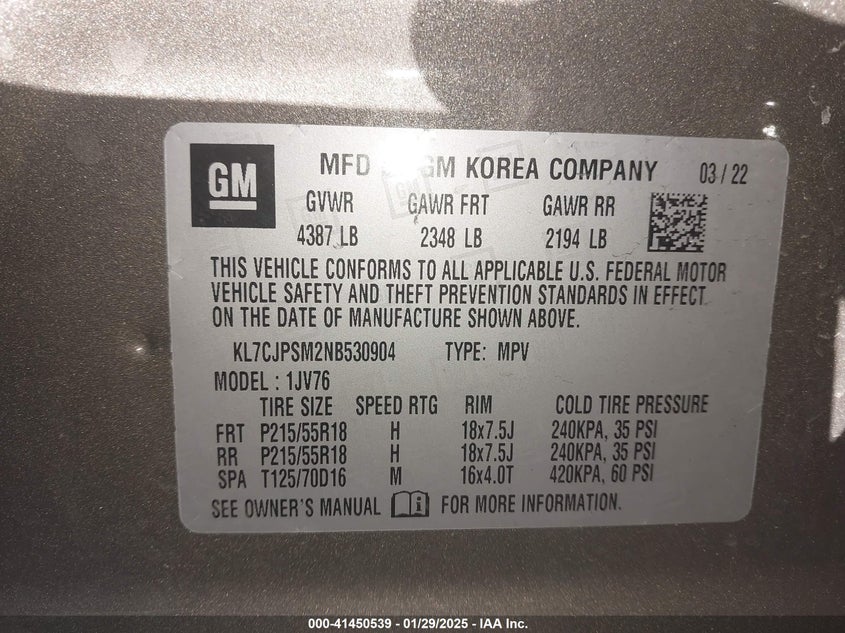 GM MFD GM KOREA COMPANY 03 / 22
GVWR GAWR FRT GAWR RR
4387 LB 2348 LB 2194 LB
THIS VEHICLE CONFORMS TO ALL APPLICABLE U.S. FEDERAL MOTOR
VEHICLE SAFETY AND THEFT PREVENTION STANDARDS IN EFFECT
ON THE DATE OF MANUFACTURE SHOWN ABOVE.
KL7CJPSM2NB530904 TYPE: MPV
MODEL : 1JV76
TIRE SIZE SPEED RTG RIM COLD TIRE PRESSURE
FRT P215/55R18 H 18x7.5J 240KPA, 35 PSI
RR P215/55R18 H 18x7.5J 240KPA, 35 PSI
SPA T125/70D16 M 16x4.0T 420KPA, 60 PSI
SEE OWNER'S MANUAL FOR MORE INFORMATION.
000-41450539 - 01/29/2025 - IAA Inc.